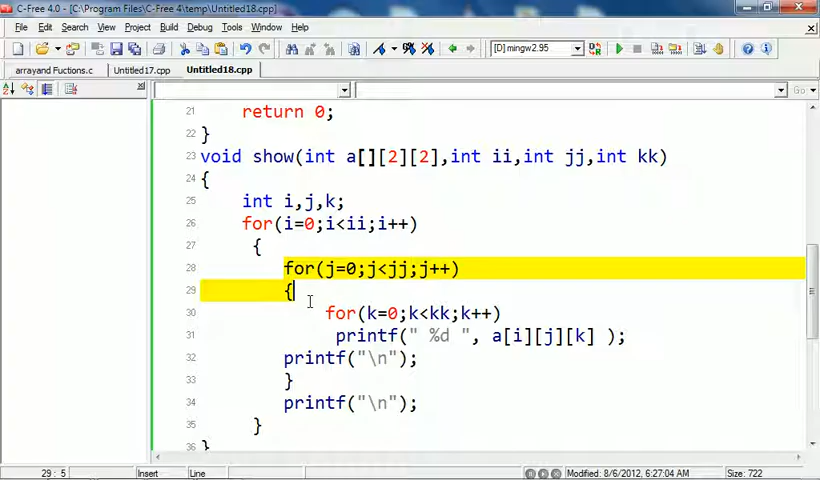 C-Free 4.0 - [C:\Program Files\C-Free 4\temp\Untitled18.cpp]
File Edit Search View Project Build Debug Tools Window Help
[D] mingw2.95
arrayand Fuctions.c Untitled17.cpp Untitled18.cpp
Go
21 return 0;
22 }
23 void show(int a[][2][2],int ii,int jj,int kk)
24 {
25 int i,j,k;
26 for(i=0;i<ii;i++)
27 {
28 for(j=0;j<jj;j++)
29 {
30 for(k=0;k<kk;k++)
31 printf(" %d ", a[i][j][k] );
32 printf("\n");
33 }
34 printf("\n");
35 }
36 }
29 : 5 Insert Line Modified: 8/6/2012, 6:27:04 AM Size: 722